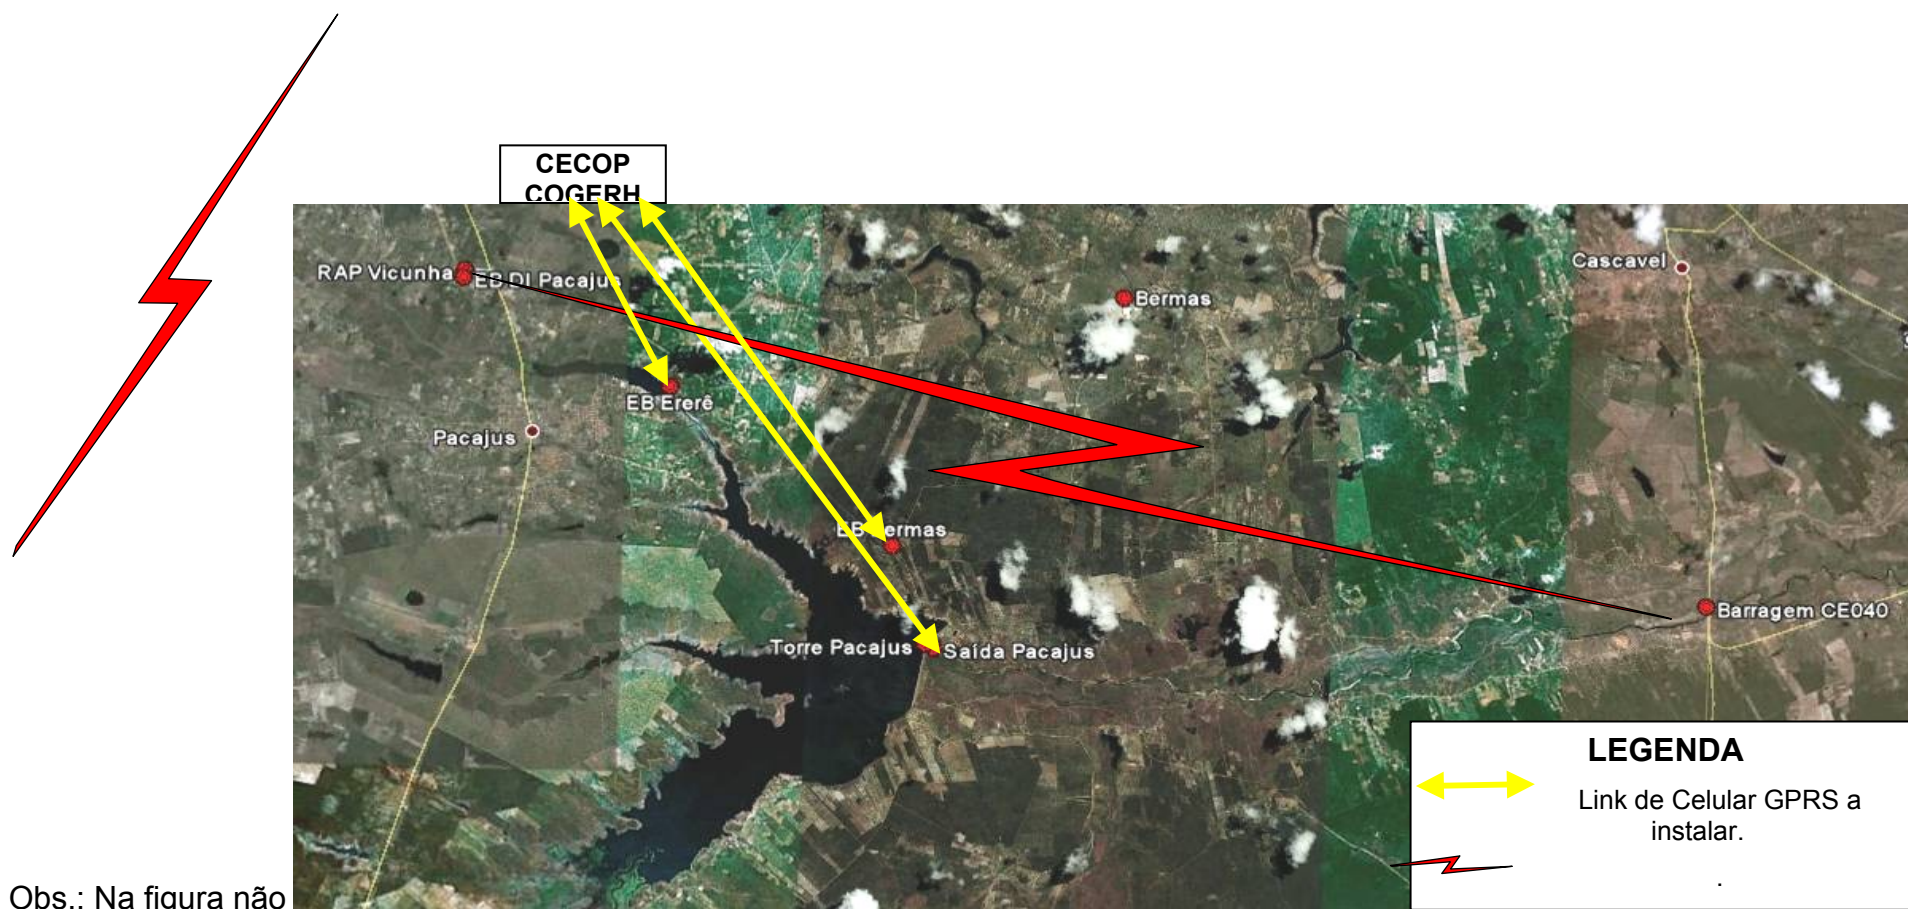 CECOP
COGERH
RAP Vicunha
EB DI Pacajus
Cascavel
Bermas
EB Ererê
Pacajus
EB Bermas
Barragem CE040
Torre Pacajus
Saída Pacajus
LEGENDA
Link de Celular GPRS a
instalar.
.
Obs.: Na figura não